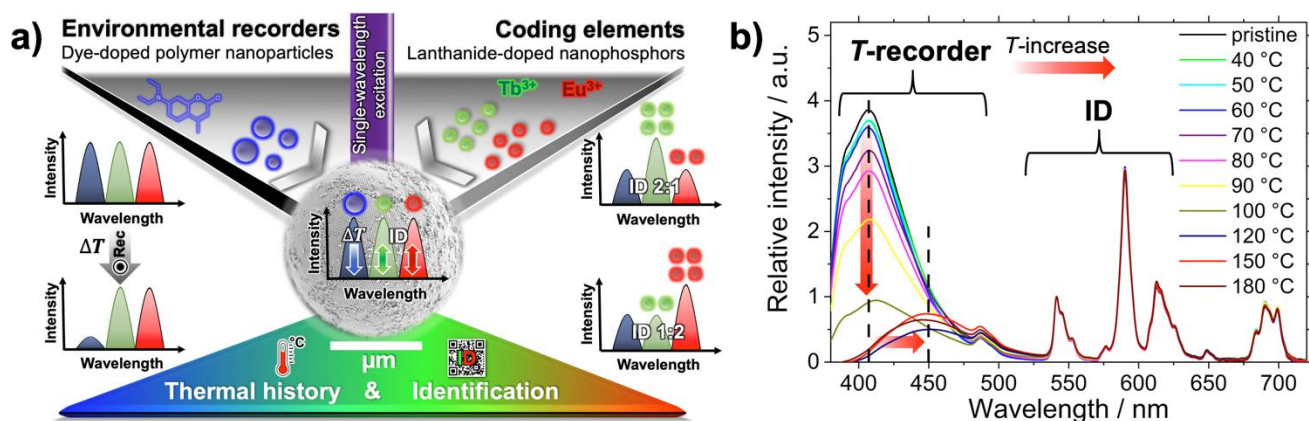 a)
Environmental recorders
Dye-doped polymer nanoparticles
Single-wavelength
excitation
Coding elements
Lanthanide-doped nanophosphors
Tb³⁺
Eu³⁺
Intensity
Wavelength
ΔT
Rec
Intensity
Wavelength
Intensity
ΔT
ID
Wavelength
Intensity
ID 2:1
Wavelength
Intensity
ID 1:2
Wavelength
µm
°C
ID
Thermal history & Identification
b)
Relative intensity / a.u.
5
4
3
2
1
0
T-recorder
T-increase
ID
pristine
40 °C
50 °C
60 °C
70 °C
80 °C
90 °C
100 °C
120 °C
150 °C
180 °C
400 450 500 550 600 650 700
Wavelength / nm